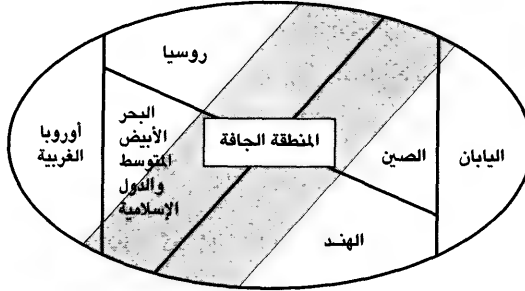 روسيا
اليابان
الصين
المنطقة الجافة
البحر
الأبيض
المتوسط
والدول
الإسلامية
أوروبا
الغربية
الهند